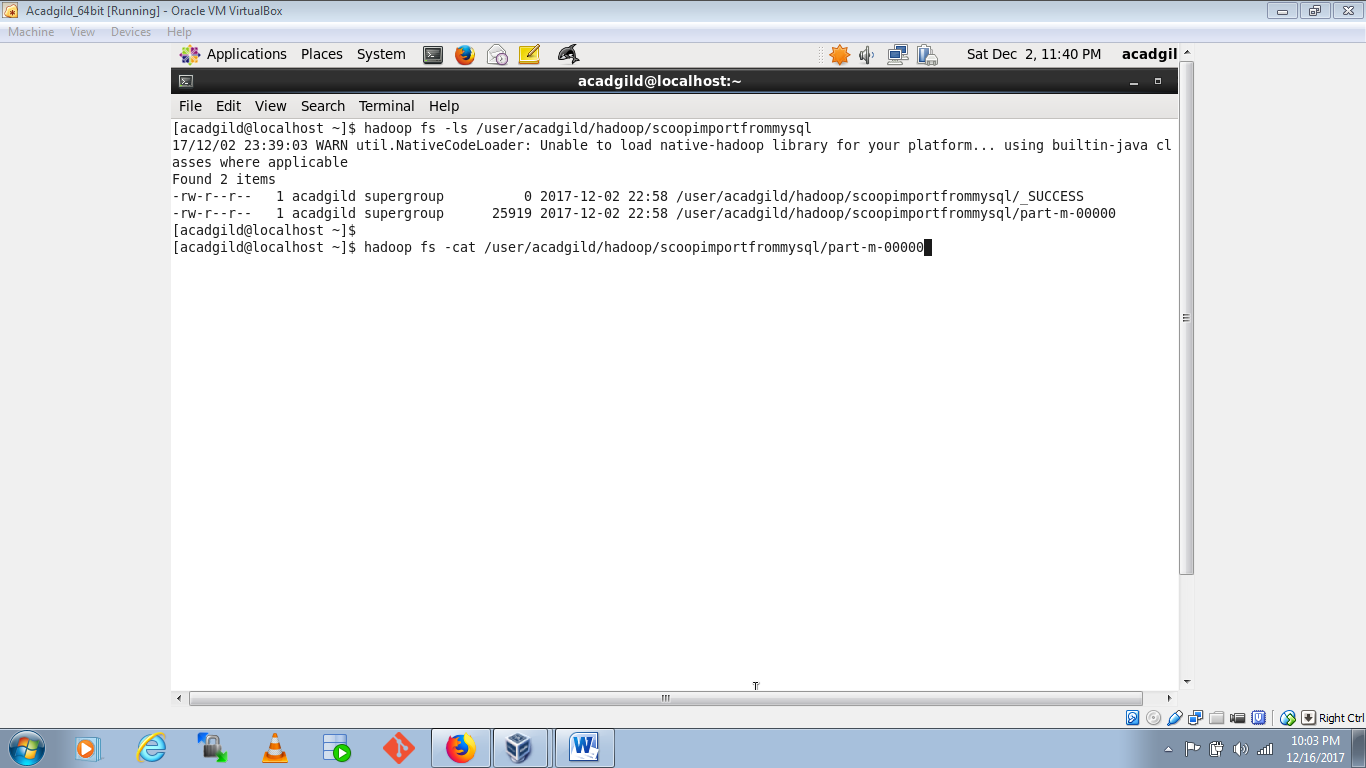 Acadgild_64bit [Running] - Oracle VM VirtualBox
Machine View Devices Help
Applications Places System Sat Dec 2, 11:40 PM acadgil
acadgild@localhost:~
File Edit View Search Terminal Help
[acadgild@localhost ~]$ hadoop fs -ls /user/acadgild/hadoop/scoopimportfrommysql
17/12/02 23:39:03 WARN util.NativeCodeLoader: Unable to load native-hadoop library for your platform... using builtin-java cl
asses where applicable
Found 2 items
-rw-r--r--   1 acadgild supergroup          0 2017-12-02 22:58 /user/acadgild/hadoop/scoopimportfrommysql/_SUCCESS
-rw-r--r--   1 acadgild supergroup      25919 2017-12-02 22:58 /user/acadgild/hadoop/scoopimportfrommysql/part-m-00000
[acadgild@localhost ~]$
[acadgild@localhost ~]$ hadoop fs -cat /user/acadgild/hadoop/scoopimportfrommysql/part-m-00000
Right Ctrl
10:03 PM
12/16/2017